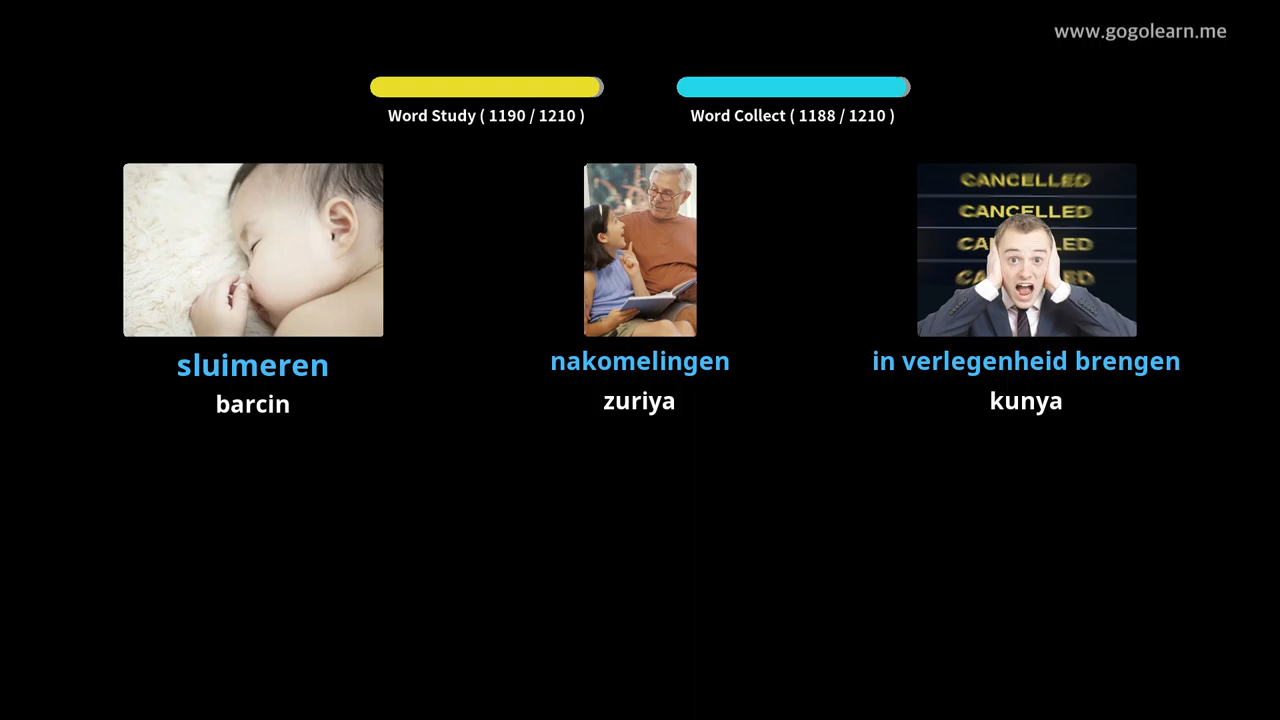 www.gogolearn.me
Word Study ( 1190 / 1210 )
Word Collect ( 1188 / 1210 )
CANCELLED
CANCELLED
sluimeren
nakomelingen
in verlegenheid brengen
barcin
zuriya
kunya